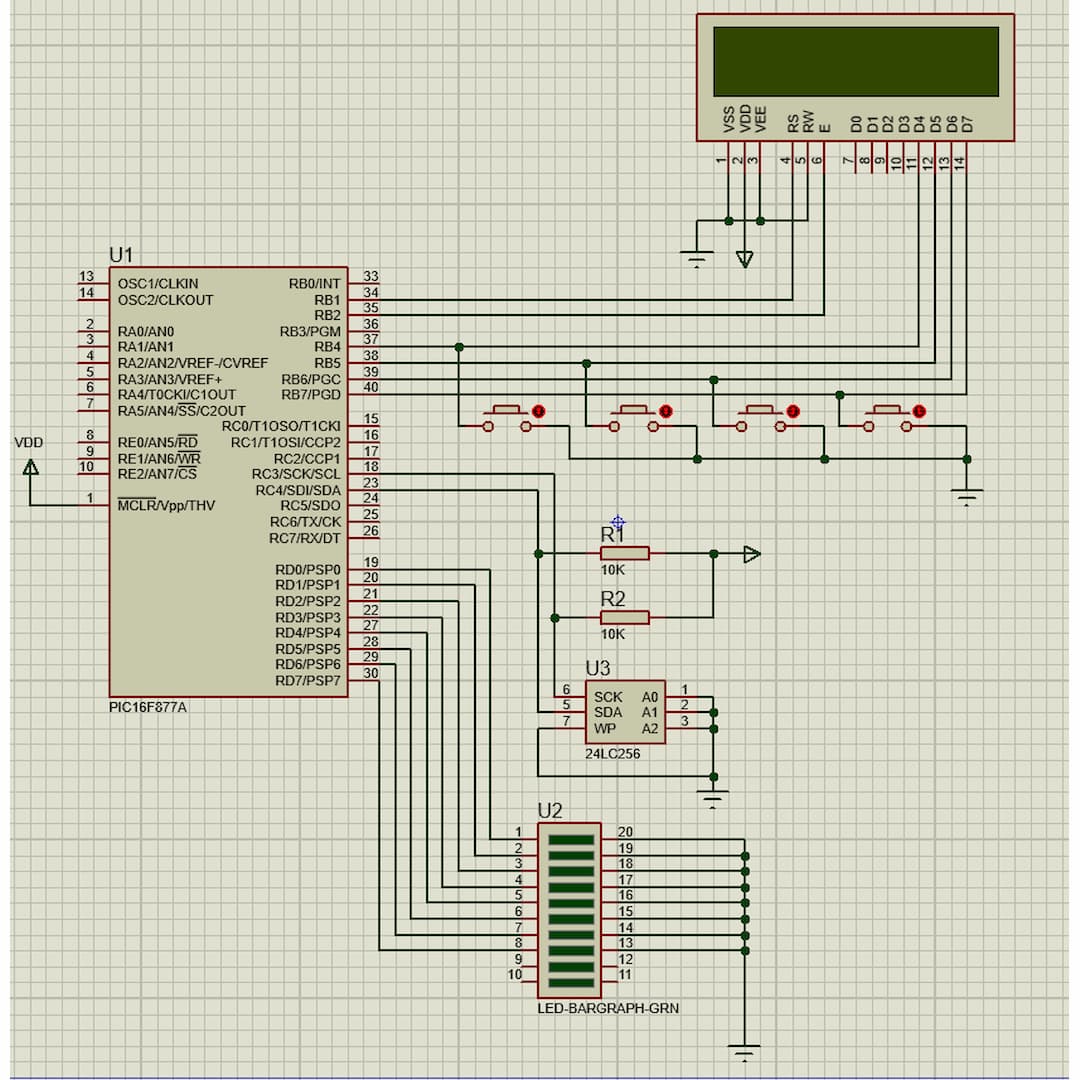 VSS VDD VEE RS RW E D0 D1 D2 D3 D4 D5 D6 D7
1 2 3 4 5 6 7 8 9 10 11 12 13 14
U1
13 OSC1/CLKIN RB0/INT 33
14 OSC2/CLKOUT RB1 34
RB2 35
2 RA0/AN0 RB3/PGM 36
3 RA1/AN1 RB4 37
4 RA2/AN2/VREF-/CVREF RB5 38
5 RA3/AN3/VREF+ RB6/PGC 39
6 RA4/T0CKI/C1OUT RB7/PGD 40
7 RA5/AN4/SS/C2OUT
RC0/T1OSO/T1CKI 15
8 RE0/AN5/RD RC1/T1OSI/CCP2 16
9 RE1/AN6/WR RC2/CCP1 17
10 RE2/AN7/CS RC3/SCK/SCL 18
RC4/SDI/SDA 23
1 MCLR/Vpp/THV RC5/SDO 24
RC6/TX/CK 25
RC7/RX/DT 26
RD0/PSP0 19
RD1/PSP1 20
RD2/PSP2 21
RD3/PSP3 22
RD4/PSP4 27
RD5/PSP5 28
RD6/PSP6 29
RD7/PSP7 30
PIC16F877A
VDD
R1
10K
R2
10K
U3
6 SCK A0 1
5 SDA A1 2
7 WP A2 3
24LC256
U2
1 20
2 19
3 18
4 17
5 16
6 15
7 14
8 13
9 12
10 11
LED-BARGRAPH-GRN